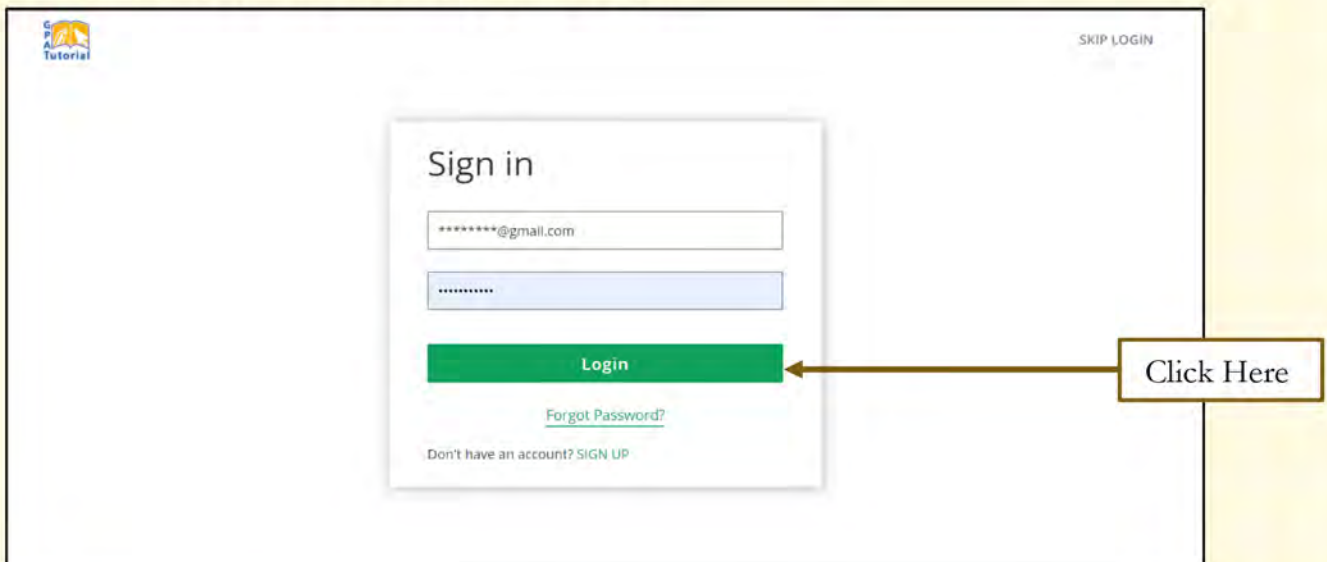 GPA
Tutorial
SKIP LOGIN
Sign in
********@gmail.com
•••••••••••
Login
Click Here
Forgot Password?
Don't have an account? SIGN UP